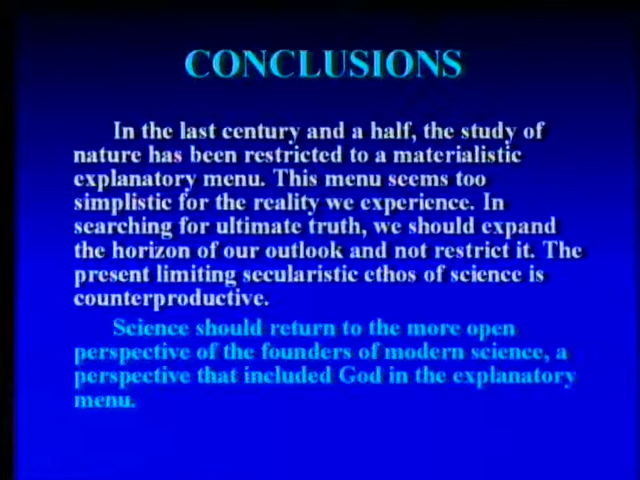 CONCLUSIONS
In the last century and a half, the study of
nature has been restricted to a materialistic
explanatory menu. This menu seems too
simplistic for the reality we experience. In
searching for ultimate truth, we should expand
the horizon of our outlook and not restrict it. The
present limiting secularistic ethos of science is
counterproductive.
Science should return to the more open
perspective of the founders of modern science, a
perspective that included God in the explanatory
menu.